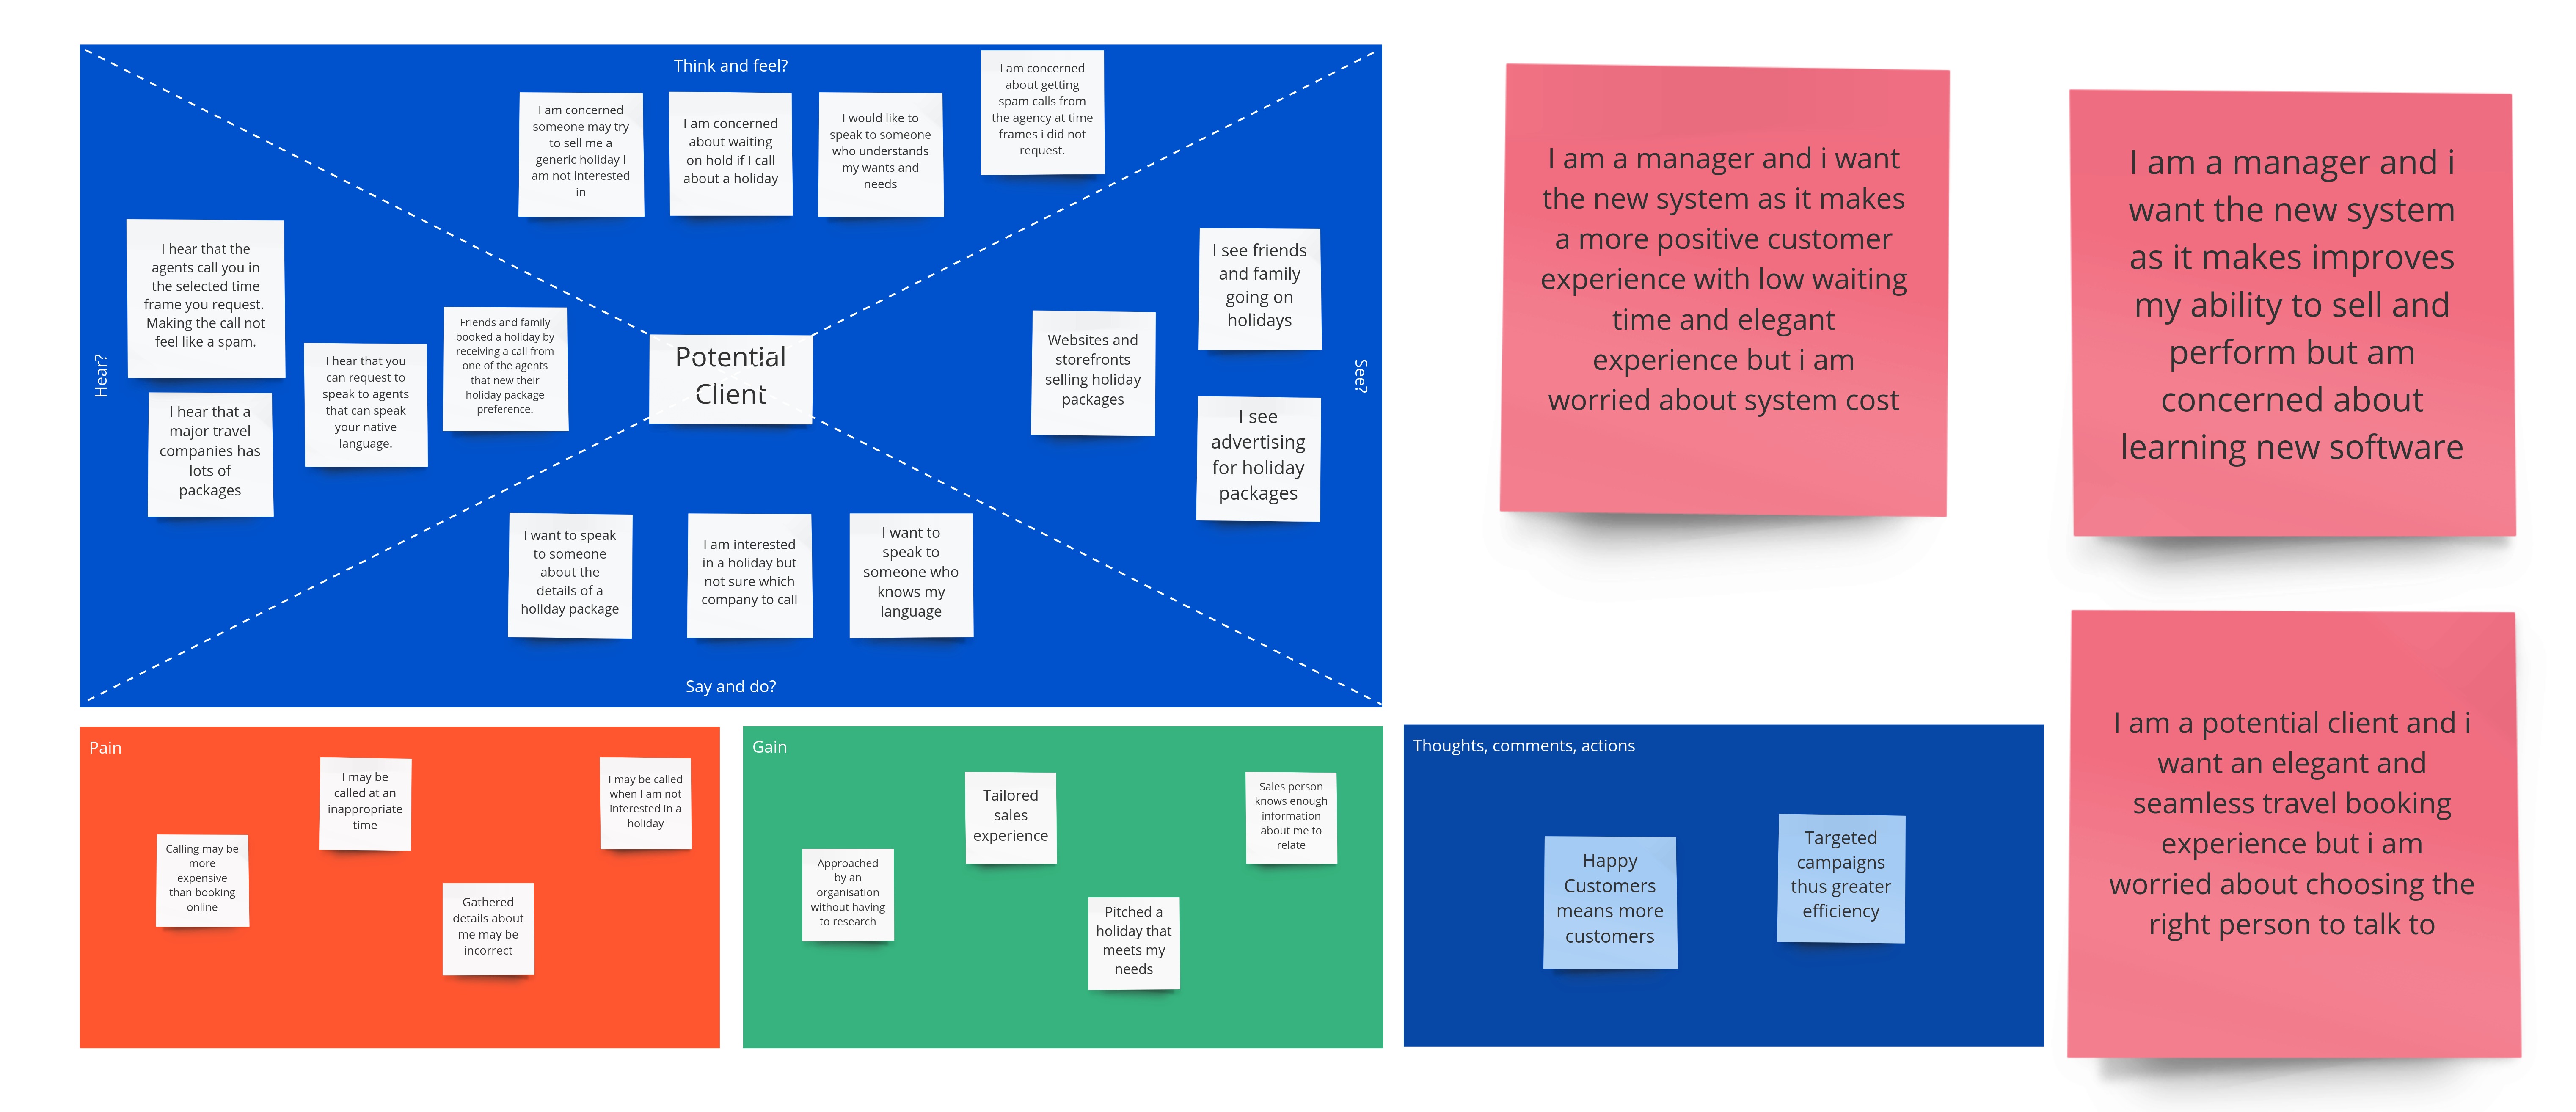 Think and feel?
I am concerned
someone may try
to sell me a
generic holiday I
am not interested
in
I am concerned
about waiting
on hold if I call
about a holiday
I would like to
speak to someone
who understands
my wants and
needs
I am concerned
about getting
spam calls from
the agency at time
frames i did not
request.
Hear?
I hear that the
agents call you in
the selected time
frame you request.
Making the call not
feel like a spam.
I hear that a
major travel
companies has
lots of
packages
I hear that you
can request to
speak to agents
that can speak
your native
language.
Friends and family
booked a holiday by
receiving a call from
one of the agents
that new their
holiday package
preference.
Potential
Client
Websites and
storefronts
selling holiday
packages
I see friends
and family
going on
holidays
I see
advertising
for holiday
packages
See?
I want to speak
to someone
about the
details of a
holiday package
I am interested
in a holiday but
not sure which
company to call
I want to
speak to
someone who
knows my
language
Say and do?
I am a manager and i want
the new system as it makes
a more positive customer
experience with low waiting
time and elegant
experience but i am
worried about system cost
I am a manager and i
want the new system
as it makes improves
my ability to sell and
perform but am
concerned about
learning new software
Pain
Calling may be
more
expensive
than booking
online
I may be
called at an
inappropriate
time
Gathered
details about
me may be
incorrect
I may be called
when I am not
interested in a
holiday
Gain
Approached
by an
organisation
without having
to research
Tailored
sales
experience
Pitched a
holiday that
meets my
needs
Sales person
knows enough
information
about me to
relate
Thoughts, comments, actions
Happy
Customers
means more
customers
Targeted
campaigns
thus greater
efficiency
I am a potential client and i
want an elegant and
seamless travel booking
experience but i am
worried about choosing the
right person to talk to